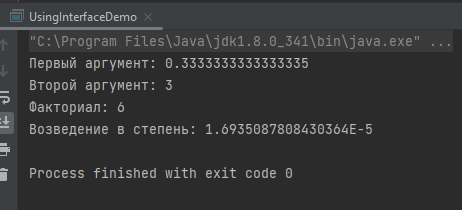 UsingInterfaceDemo
"C:\Program Files\Java\jdk1.8.0_341\bin\java.exe" ...
Первый аргумент: 0.3333333333333335
Второй аргумент: 3
Факториал: 6
Возведение в степень: 1.6935087808430364E-5
Process finished with exit code 0